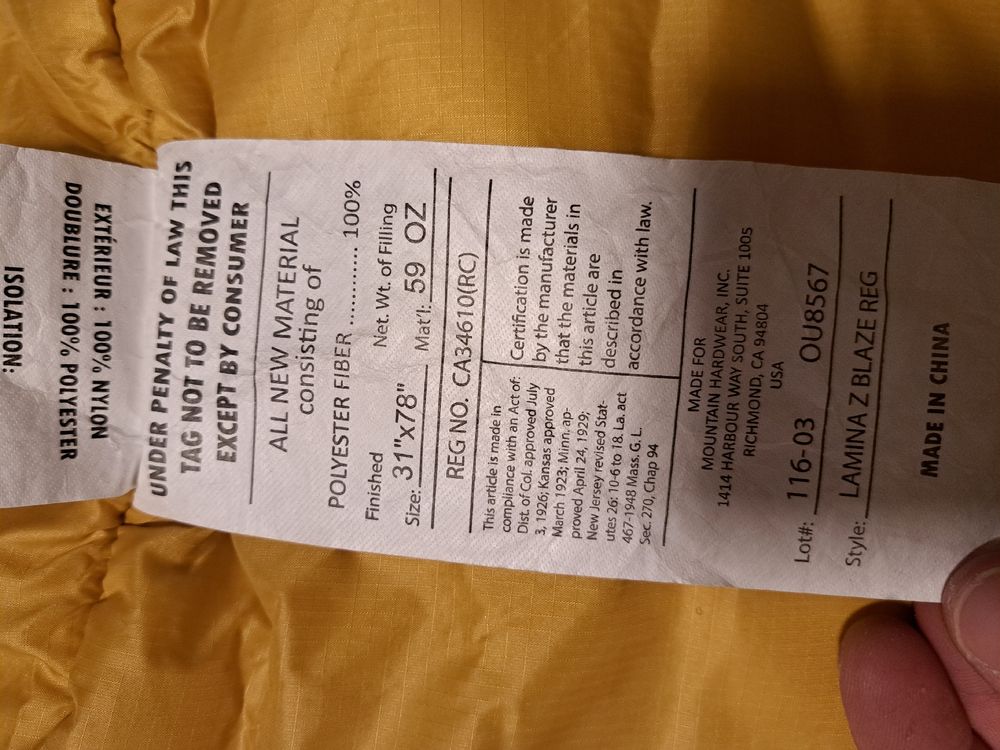 EXTÉRIEUR : 100% NYLON
DOUBLURE : 100% POLYESTER
ISOLATION:
UNDER PENALTY OF LAW THIS
TAG NOT TO BE REMOVED
EXCEPT BY CONSUMER
ALL NEW MATERIAL
consisting of
POLYESTER FIBER ............ 100%
Finished
Size: 31"x78"
Net. Wt. of Filling
Mat'l: 59 OZ
REG NO. CA34610(RC)
This article is made in
compliance with an Act of:
Dist. of Col. approved July
3, 1926; Kansas approved
March 1923; Minn. ap-
proved April 24, 1929;
New Jersey revised Stat-
utes 26: 10-6 to 18. La. act
467-1948 Mass. G. L.
Sec. 270, Chap 94
Certification is made
by the manufacturer
that the materials in
this article are
described in
accordance with law.
MADE FOR
MOUNTAIN HARDWEAR, INC.
1414 HARBOUR WAY SOUTH, SUITE 1005
RICHMOND, CA 94804
USA
Lot#: 116-03 OU8567
Style: LAMINA Z BLAZE REG
MADE IN CHINA